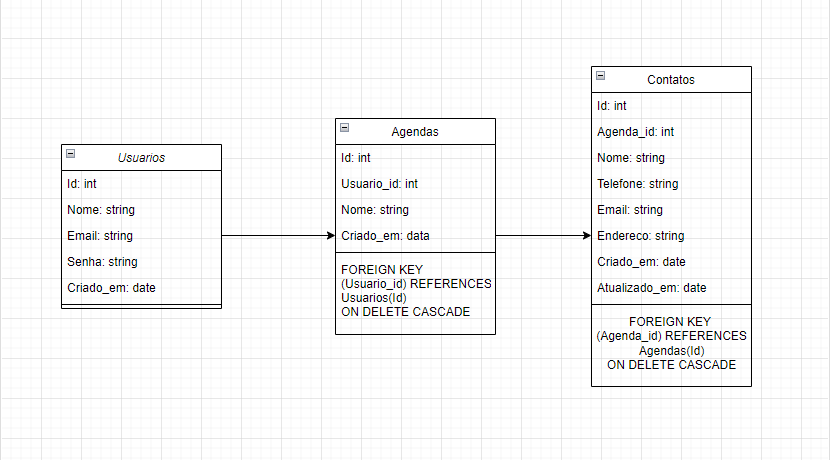 Usuarios
Id: int
Nome: string
Email: string
Senha: string
Criado_em: date
Agendas
Id: int
Usuario_id: int
Nome: string
Criado_em: data
FOREIGN KEY
(Usuario_id) REFERENCES
Usuarios(Id)
ON DELETE CASCADE
Contatos
Id: int
Agenda_id: int
Nome: string
Telefone: string
Email: string
Endereco: string
Criado_em: date
Atualizado_em: date
FOREIGN KEY
(Agenda_id) REFERENCES
Agendas(Id)
ON DELETE CASCADE